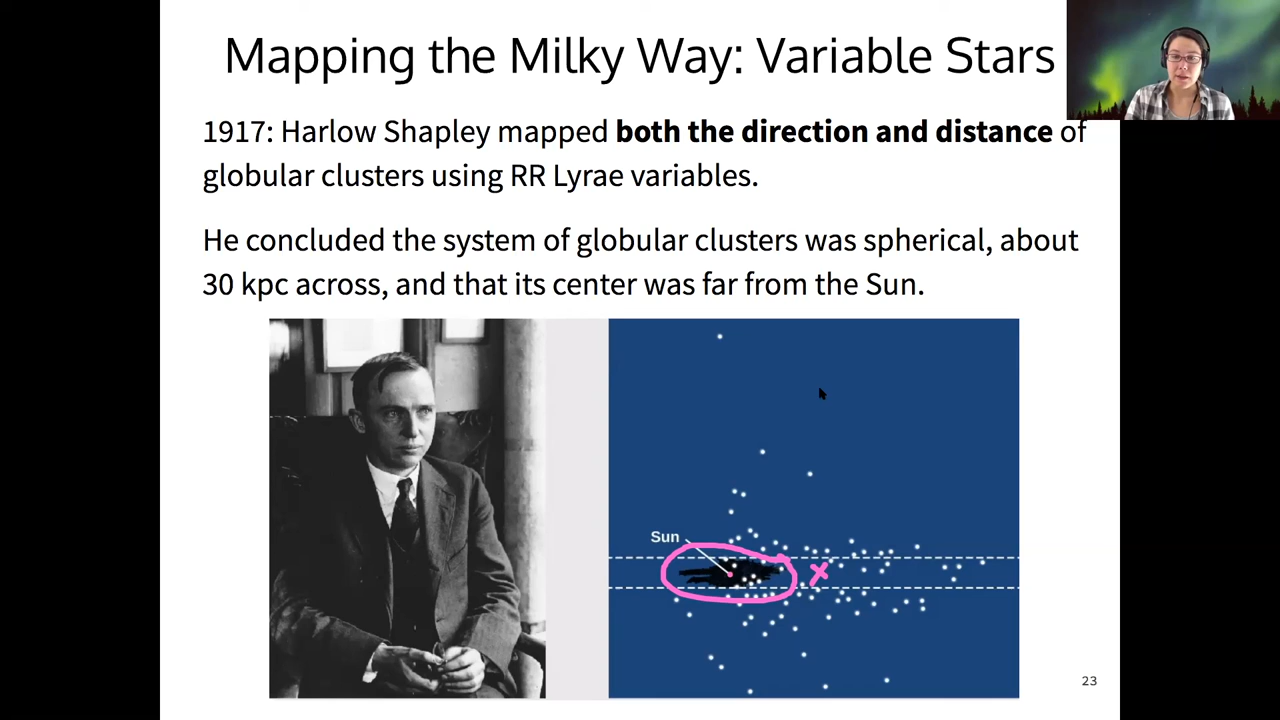 Mapping the Milky Way: Variable Stars
1917: Harlow Shapley mapped both the direction and distance of
globular clusters using RR Lyrae variables.
He concluded the system of globular clusters was spherical, about
30 kpc across, and that its center was far from the Sun.
Sun
23